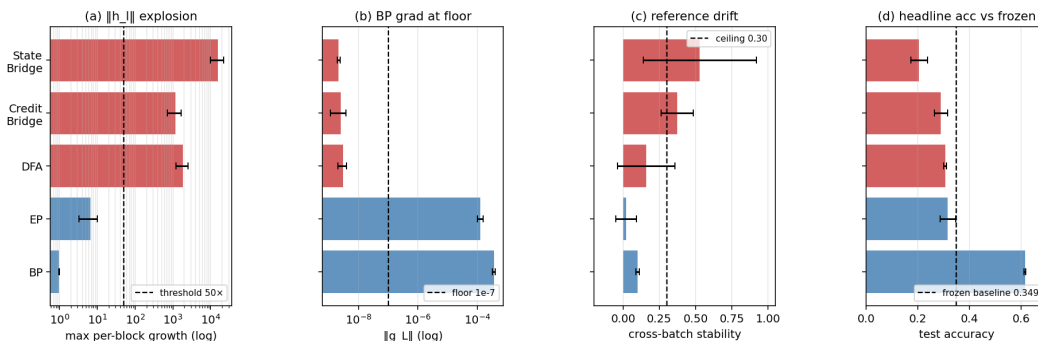 (a) ‖h_l‖ explosion
State
Bridge
Credit
Bridge
DFA
EP
BP
threshold 50×
10⁰ 10¹ 10² 10³ 10⁴
max per-block growth (log)
(b) BP grad at floor
floor 1e-7
10⁻⁸ 10⁻⁶ 10⁻⁴
‖g_L‖ (log)
(c) reference drift
ceiling 0.30
0.00 0.25 0.50 0.75 1.00
cross-batch stability
(d) headline acc vs frozen
frozen baseline 0.349
0.0 0.2 0.4 0.6
test accuracy